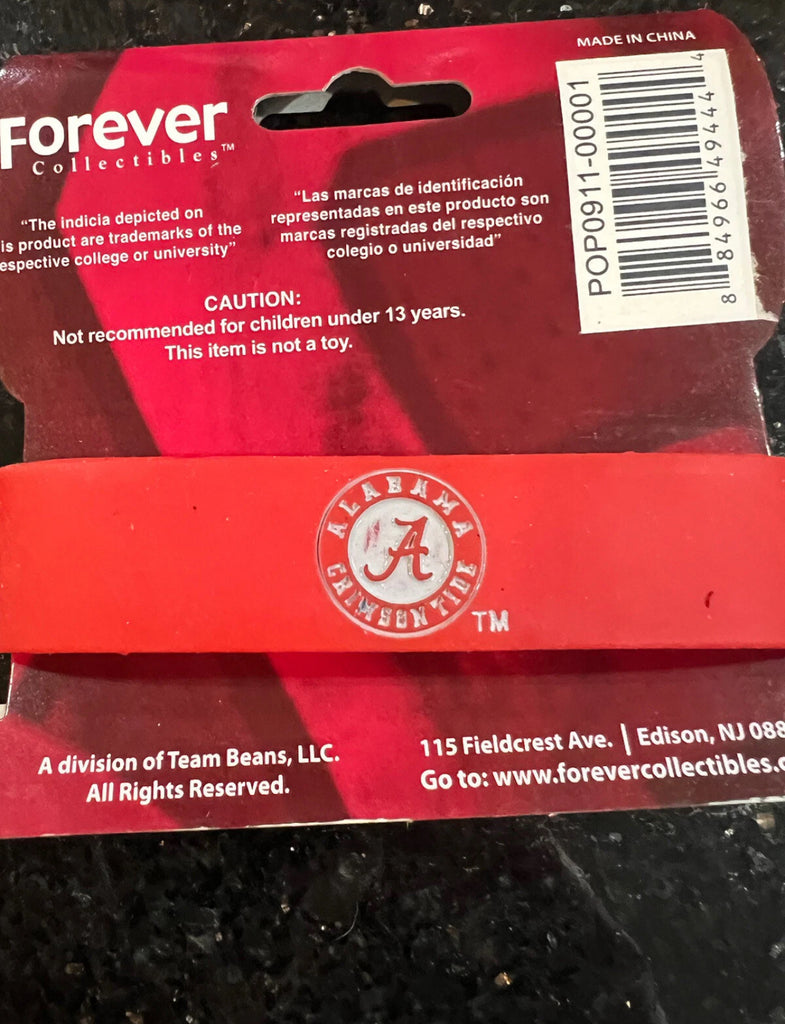 MADE IN CHINA
Forever
Collectibles™
"The indicia depicted on
is product are trademarks of the
espective college or university"
"Las marcas de identificación
representadas en este producto son
marcas registradas del respectivo
colegio o universidad"
POP0911-00001
8 84966 49444 4
CAUTION:
Not recommended for children under 13 years.
This item is not a toy.
ALABAMA
A
CRIMSON TIDE
TM
A division of Team Beans, LLC.
All Rights Reserved.
115 Fieldcrest Ave. | Edison, NJ 088
Go to: www.forevercollectibles.c